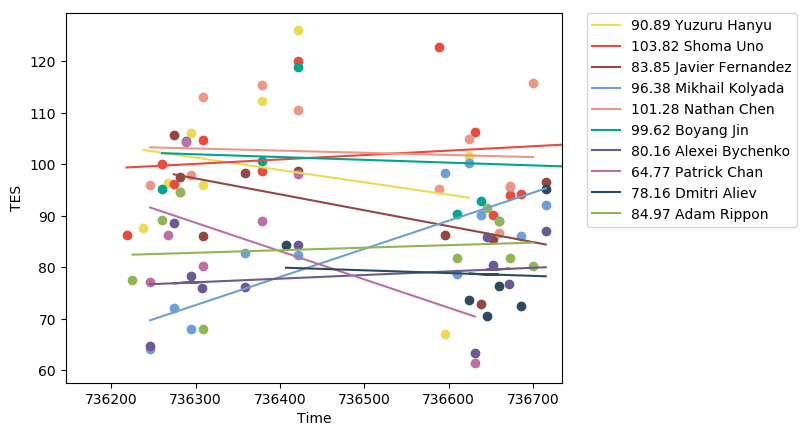 120
110
100
90
80
70
60
TES
736200 736300 736400 736500 736600 736700
Time
90.89 Yuzuru Hanyu
103.82 Shoma Uno
83.85 Javier Fernandez
96.38 Mikhail Kolyada
101.28 Nathan Chen
99.62 Boyang Jin
80.16 Alexei Bychenko
64.77 Patrick Chan
78.16 Dmitri Aliev
84.97 Adam Rippon